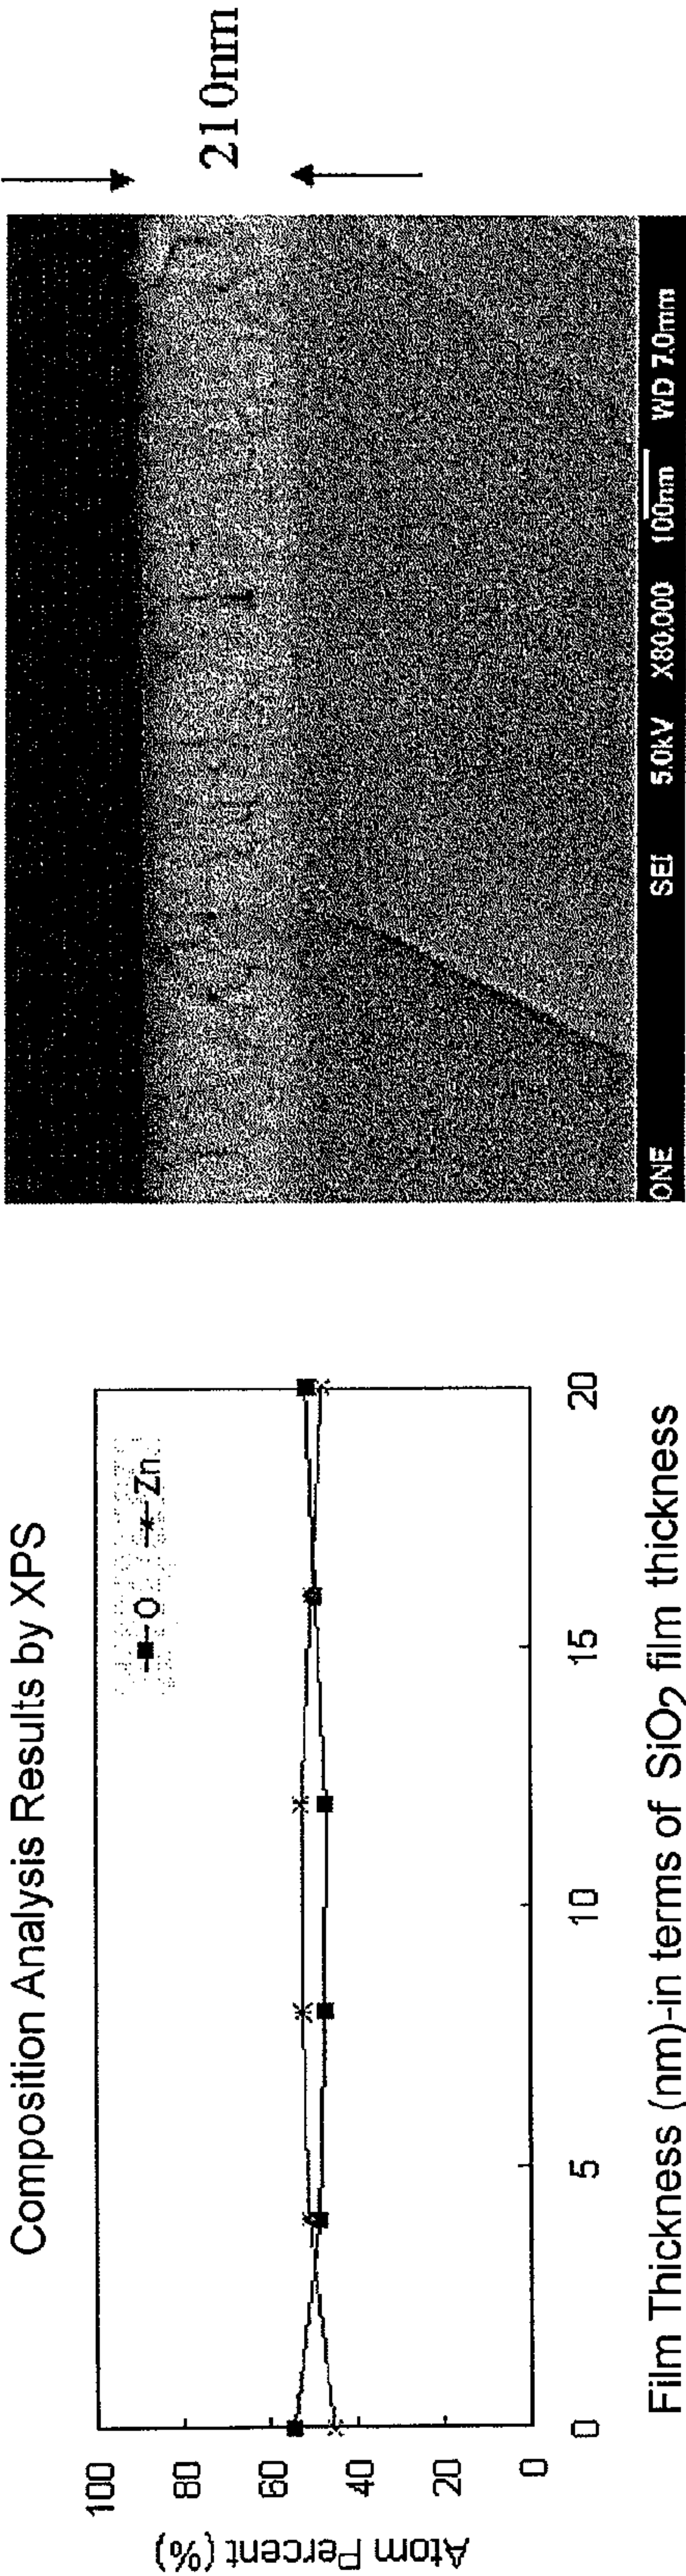 Composition Analysis Results by XPS
O Zn
Atom Percent (%)
100
80
60
40
20
0
0 5 10 15 20
Film Thickness (nm)-in terms of SiO2 film thickness
210nm
ONE SEI 5.0kV X80,000 100nm WD 7.0mm